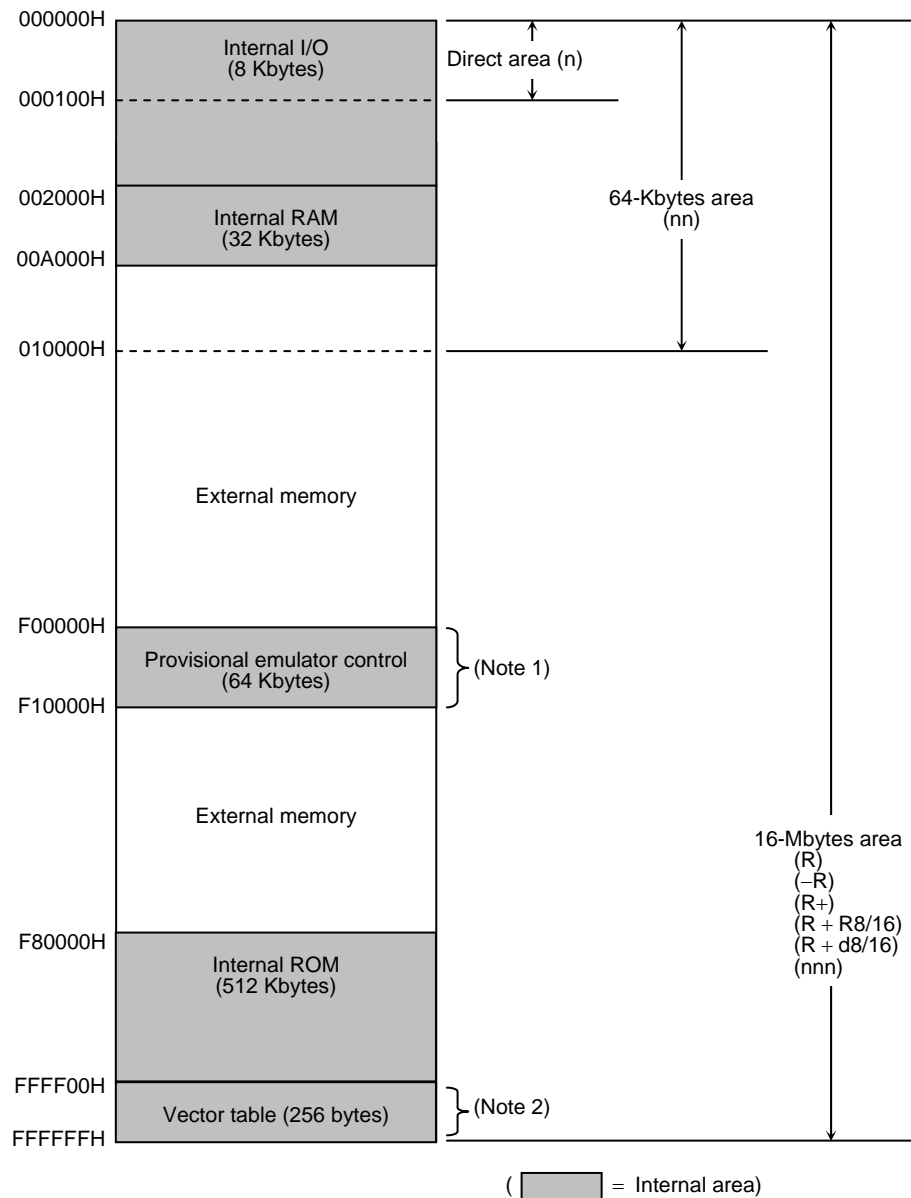 000000H
Internal I/O
(8 Kbytes)
Direct area (n)
000100H
002000H
Internal RAM
(32 Kbytes)
64-Kbytes area
(nn)
00A000H
010000H
External memory
F00000H
Provisional emulator control
(64 Kbytes)
(Note 1)
F10000H
External memory
16-Mbytes area
(R)
(−R)
(R+)
(R + R8/16)
(R + d8/16)
(nnn)
F80000H
Internal ROM
(512 Kbytes)
FFFF00H
Vector table (256 bytes)
(Note 2)
FFFFFFH
( = Internal area)